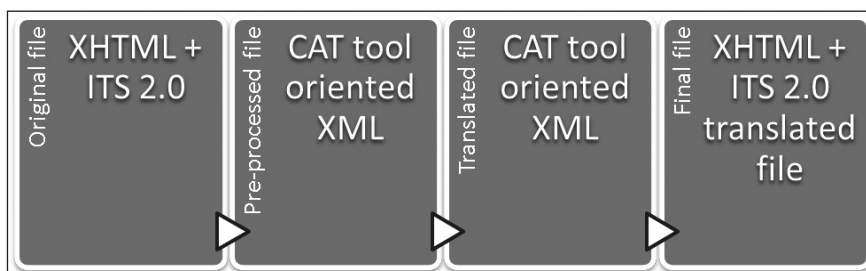 Original file
XHTML +
ITS 2.0
Pre-processed file
CAT tool
oriented
XML
Translated file
CAT tool
oriented
XML
Final file
XHTML +
ITS 2.0
translated
file